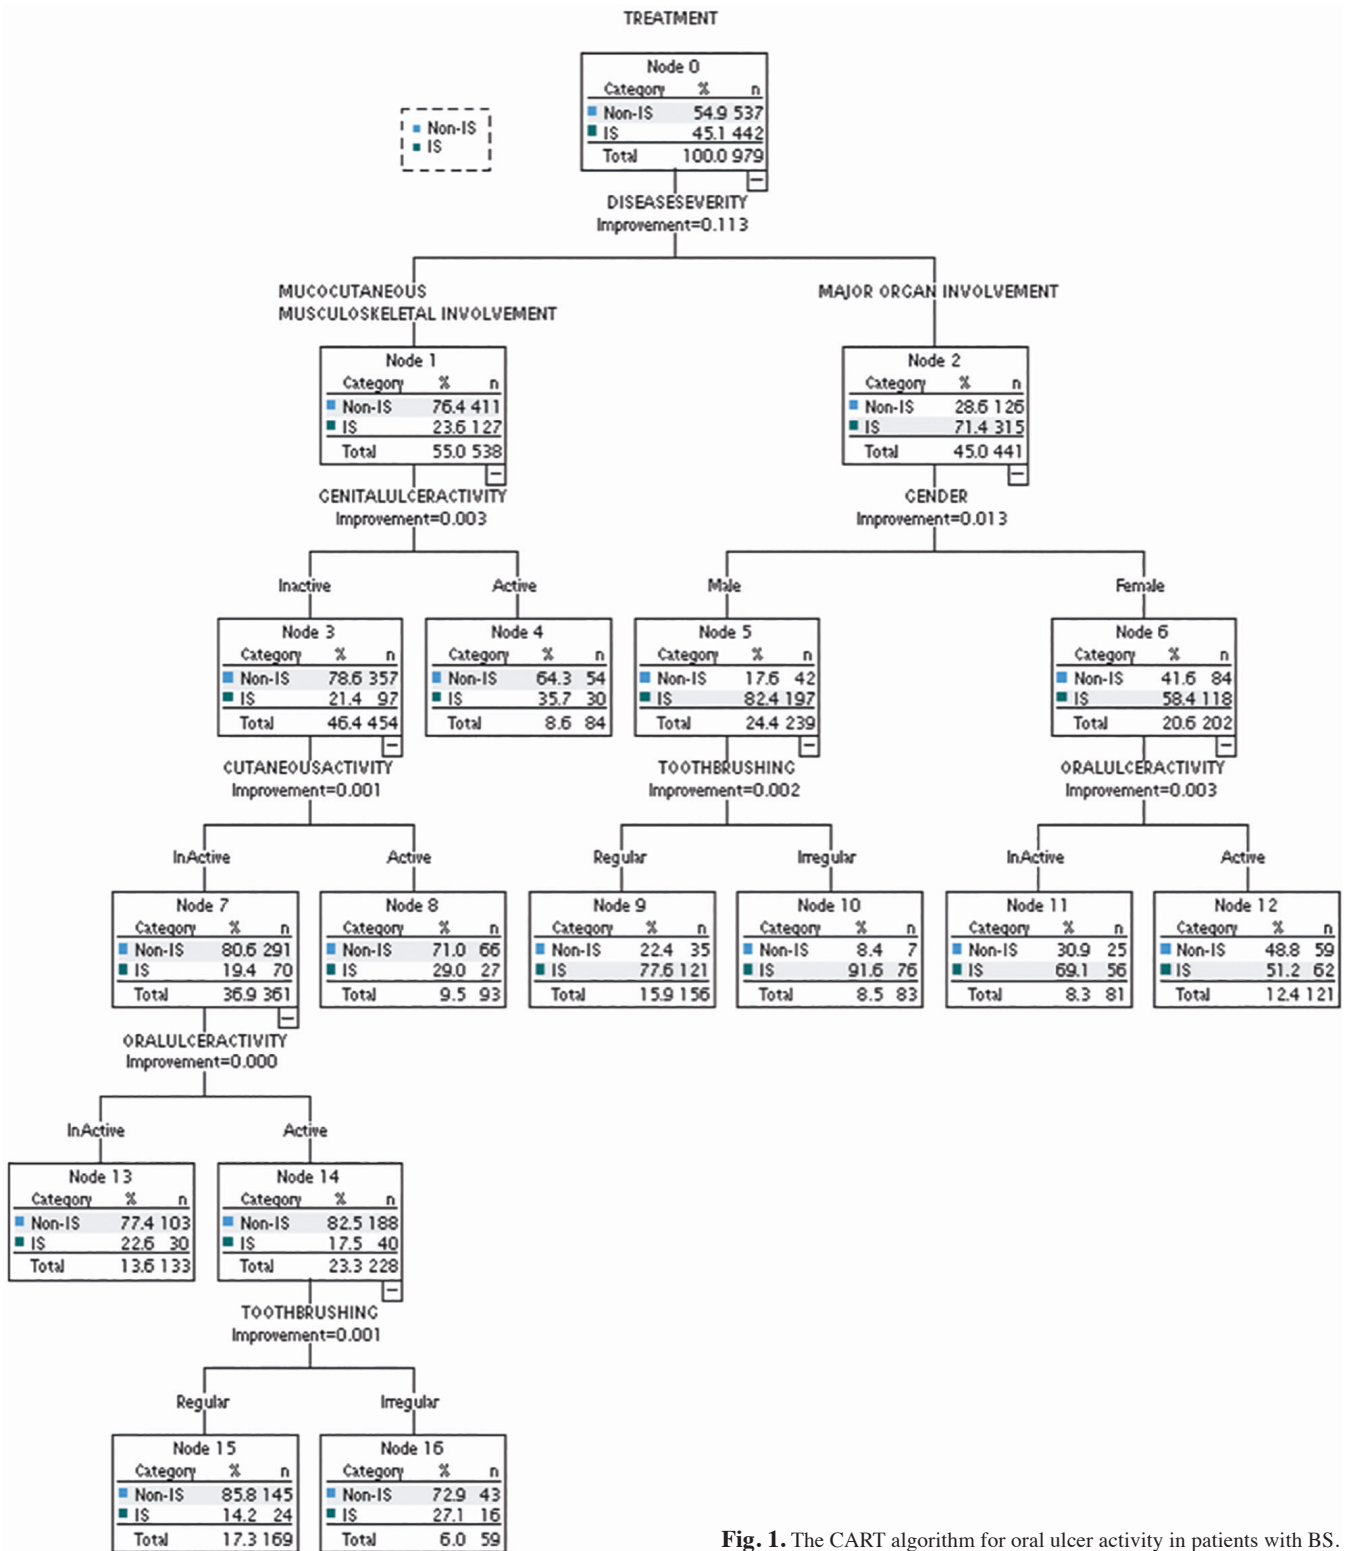 TREATMENT
Node 0
Category % n
Non-IS 54.9 537
IS 45.1 442
Total 100.0 979
Non-IS
IS
DISEASESEVERITY
Improvement=0.113
MUCOCUTANEOUS
MUSCULOSKELETAL INVOLVEMENT
MAJOR ORGAN INVOLVEMENT
Node 1
Category % n
Non-IS 76.4 411
IS 23.6 127
Total 55.0 538
Node 2
Category % n
Non-IS 28.6 126
IS 71.4 315
Total 45.0 441
GENITALULCERACTIVITY
Improvement=0.003
GENDER
Improvement=0.013
Inactive
Active
Male
Female
Node 3
Category % n
Non-IS 78.6 357
IS 21.4 97
Total 46.4 454
Node 4
Category % n
Non-IS 64.3 54
IS 35.7 30
Total 8.6 84
Node 5
Category % n
Non-IS 17.6 42
IS 82.4 197
Total 24.4 239
Node 6
Category % n
Non-IS 41.6 84
IS 58.4 118
Total 20.6 202
CUTANEOUSACTIVITY
Improvement=0.001
TOOTHBRUSHING
Improvement=0.002
ORALULCERACTIVITY
Improvement=0.003
InActive
Active
Regular
Irregular
InActive
Active
Node 7
Category % n
Non-IS 80.6 291
IS 19.4 70
Total 36.9 361
Node 8
Category % n
Non-IS 71.0 66
IS 29.0 27
Total 9.5 93
Node 9
Category % n
Non-IS 22.4 35
IS 77.6 121
Total 15.9 156
Node 10
Category % n
Non-IS 8.4 7
IS 91.6 76
Total 8.5 83
Node 11
Category % n
Non-IS 30.9 25
IS 69.1 56
Total 8.3 81
Node 12
Category % n
Non-IS 48.8 59
IS 51.2 62
Total 12.4 121
ORALULCERACTIVITY
Improvement=0.000
InActive
Active
Node 13
Category % n
Non-IS 77.4 103
IS 22.6 30
Total 13.6 133
Node 14
Category % n
Non-IS 82.5 188
IS 17.5 40
Total 23.3 228
TOOTHBRUSHING
Improvement=0.001
Regular
Irregular
Node 15
Category % n
Non-IS 85.8 145
IS 14.2 24
Total 17.3 169
Node 16
Category % n
Non-IS 72.9 43
IS 27.1 16
Total 6.0 59
Fig. 1. The CART algorithm for oral ulcer activity in patients with BS.